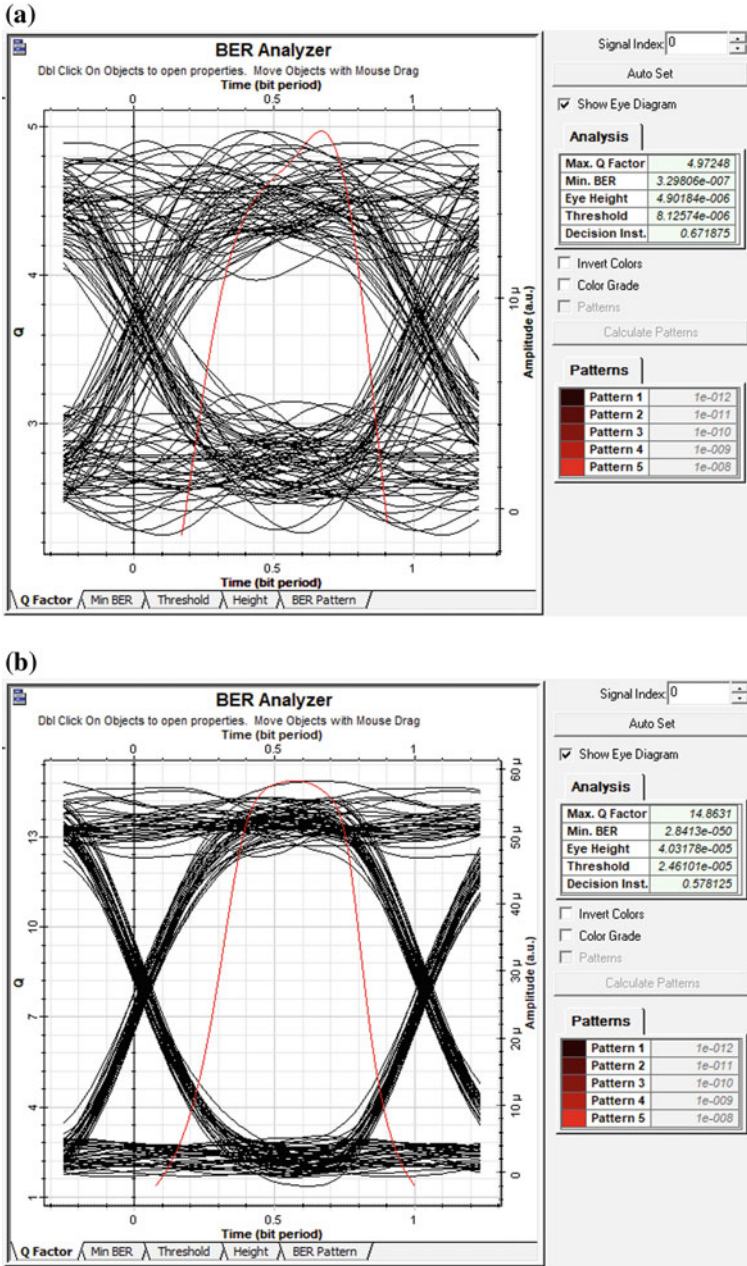 (a)
BER Analyzer
Dbl Click On Objects to open properties. Move Objects with Mouse Drag
Time (bit period)
0 0.5 1
Q
3 4 5
Amplitude (a.u.)
0 10 µ
0 0.5 1
Time (bit period)
Q Factor Min BER Threshold Height BER Pattern
Signal Index: 0
Auto Set
Show Eye Diagram
Analysis
Max. Q Factor 4.97248
Min. BER 3.29806e-007
Eye Height 4.90184e-006
Threshold 8.12574e-006
Decision Inst. 0.671875
Invert Colors
Color Grade
Patterns
Calculate Patterns
Patterns
Pattern 1 1e-012
Pattern 2 1e-011
Pattern 3 1e-010
Pattern 4 1e-009
Pattern 5 1e-008
(b)
BER Analyzer
Dbl Click On Objects to open properties. Move Objects with Mouse Drag
Time (bit period)
0 0.5 1
Q
1 4 7 10 13
Amplitude (a.u.)
0 10 µ 20 µ 30 µ 40 µ 50 µ 60 µ
0 0.5 1
Time (bit period)
Q Factor Min BER Threshold Height BER Pattern
Signal Index: 0
Auto Set
Show Eye Diagram
Analysis
Max. Q Factor 14.8631
Min. BER 2.8413e-050
Eye Height 4.03178e-005
Threshold 2.46101e-005
Decision Inst. 0.578125
Invert Colors
Color Grade
Patterns
Calculate Patterns
Patterns
Pattern 1 1e-012
Pattern 2 1e-011
Pattern 3 1e-010
Pattern 4 1e-009
Pattern 5 1e-008